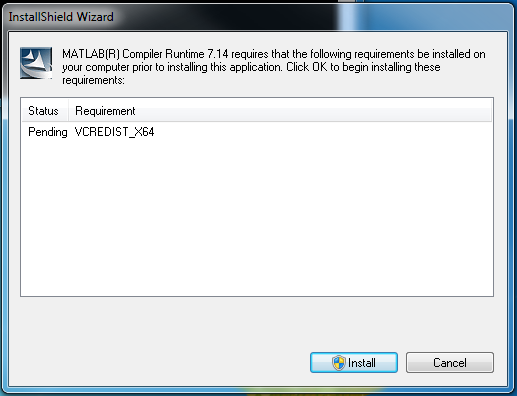 InstallShield Wizard
MATLAB(R) Compiler Runtime 7.14 requires that the following requirements be installed on
your computer prior to installing this application. Click OK to begin installing these
requirements:
Status Requirement
Pending VCREDIST_X64
Install Cancel